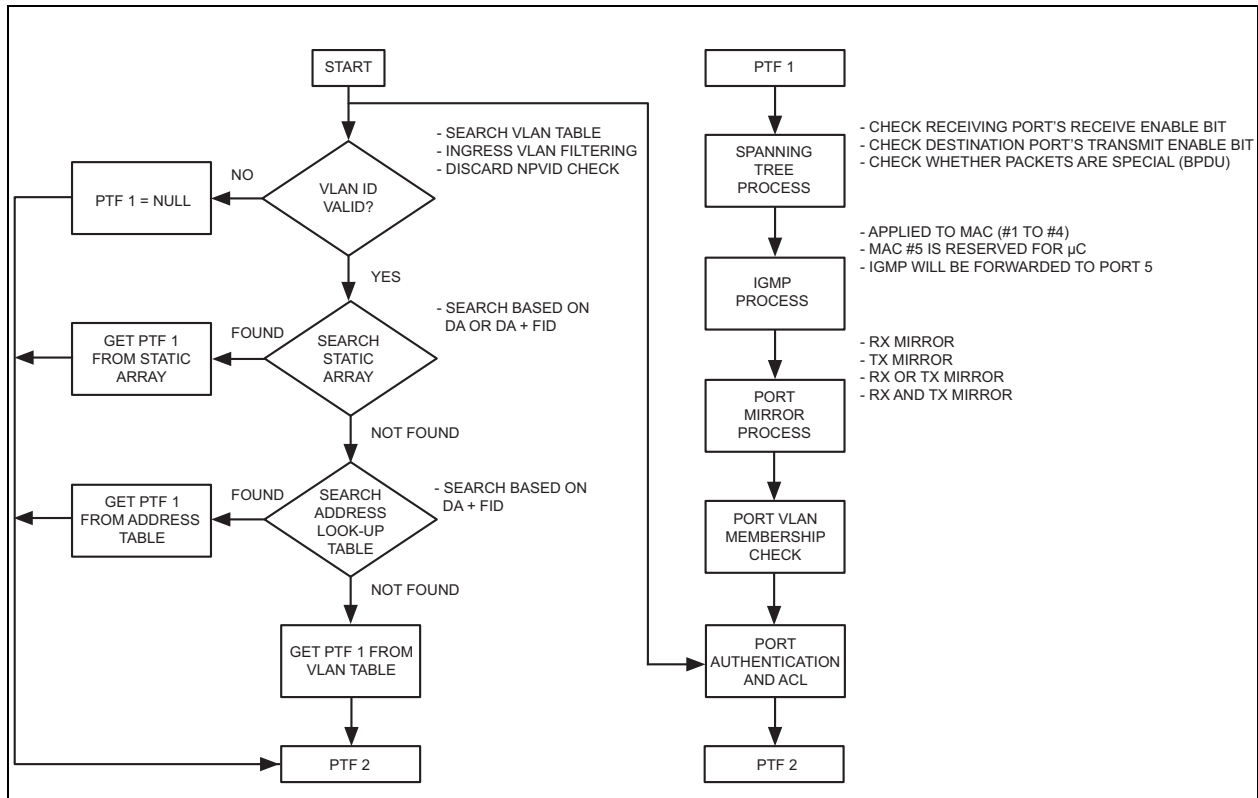 START
- SEARCH VLAN TABLE
- INGRESS VLAN FILTERING
- DISCARD NPVID CHECK
VLAN ID
VALID?
NO
PTF 1 = NULL
YES
- SEARCH BASED ON
DA OR DA + FID
SEARCH
STATIC
ARRAY
FOUND
GET PTF 1
FROM STATIC
ARRAY
NOT FOUND
- SEARCH BASED ON
DA + FID
SEARCH
ADDRESS
LOOK-UP
TABLE
FOUND
GET PTF 1
FROM ADDRESS
TABLE
NOT FOUND
GET PTF 1 FROM
VLAN TABLE
PTF 2
PTF 1
SPANNING
TREE
PROCESS
- CHECK RECEIVING PORT'S RECEIVE ENABLE BIT
- CHECK DESTINATION PORT'S TRANSMIT ENABLE BIT
- CHECK WHETHER PACKETS ARE SPECIAL (BPDU)
IGMP
PROCESS
- APPLIED TO MAC (#1 TO #4)
- MAC #5 IS RESERVED FOR µC
- IGMP WILL BE FORWARDED TO PORT 5
PORT
MIRROR
PROCESS
- RX MIRROR
- TX MIRROR
- RX OR TX MIRROR
- RX AND TX MIRROR
PORT VLAN
MEMBERSHIP
CHECK
PORT
AUTHENTICATION
AND ACL
PTF 2